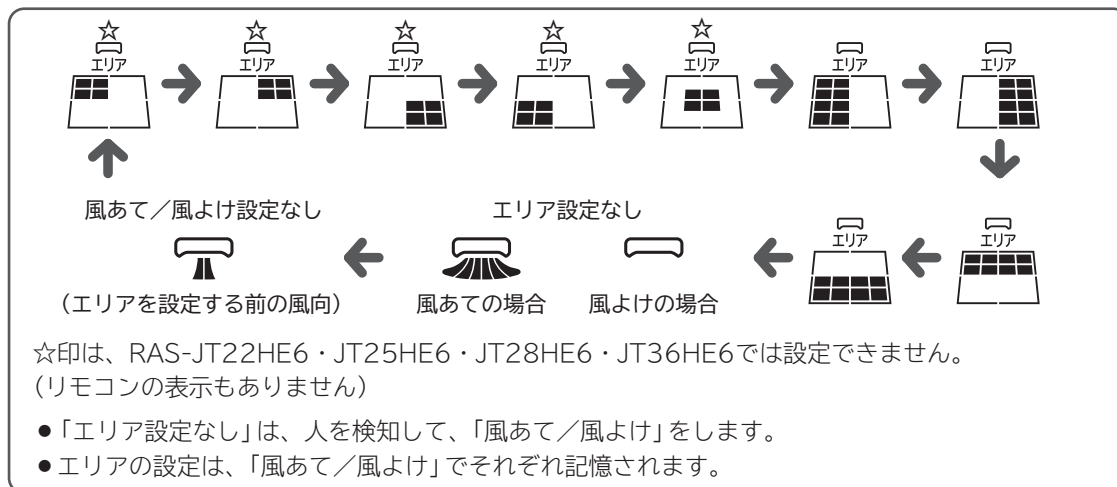 ☆ ☆ ☆ ☆ ☆
エリア エリア エリア エリア エリア エリア エリア
風あて／風よけ設定なし エリア設定なし
エリア エリア
（エリアを設定する前の風向） 風あての場合 風よけの場合
☆印は、RAS-JT22HE6・JT25HE6・JT28HE6・JT36HE6では設定できません。
（リモコンの表示もありません）
●「エリア設定なし」は、人を検知して、「風あて／風よけ」をします。
●エリアの設定は、「風あて／風よけ」でそれぞれ記憶されます。